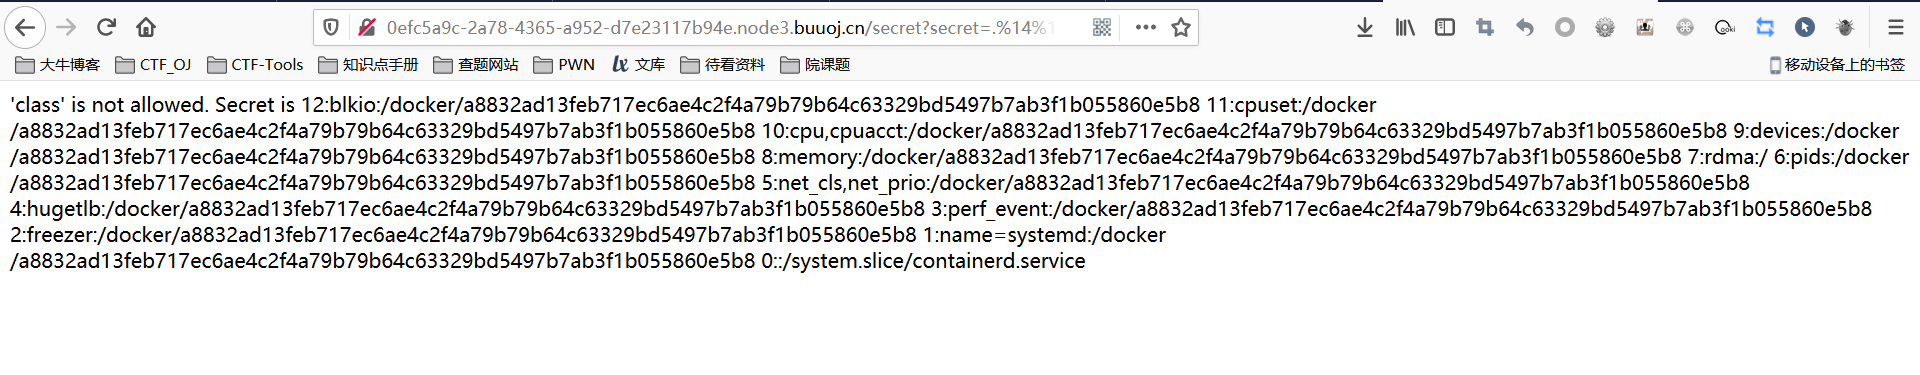 0efc5a9c-2a78-4365-a952-d7e23117b94e.node3.buuoj.cn/secret?secret=.%14%1
大牛博客 CTF_OJ CTF-Tools 知识点手册 查题网站 PWN lx 文库 待看资料 院课题 移动设备上的书签
'class' is not allowed. Secret is 12:blkio:/docker/a8832ad13feb717ec6ae4c2f4a79b79b64c63329bd5497b7ab3f1b055860e5b8 11:cpuset:/docker
/a8832ad13feb717ec6ae4c2f4a79b79b64c63329bd5497b7ab3f1b055860e5b8 10:cpu,cpuacct:/docker/a8832ad13feb717ec6ae4c2f4a79b79b64c63329bd5497b7ab3f1b055860e5b8 9:devices:/docker
/a8832ad13feb717ec6ae4c2f4a79b79b64c63329bd5497b7ab3f1b055860e5b8 8:memory:/docker/a8832ad13feb717ec6ae4c2f4a79b79b64c63329bd5497b7ab3f1b055860e5b8 7:rdma:/ 6:pids:/docker
/a8832ad13feb717ec6ae4c2f4a79b79b64c63329bd5497b7ab3f1b055860e5b8 5:net_cls,net_prio:/docker/a8832ad13feb717ec6ae4c2f4a79b79b64c63329bd5497b7ab3f1b055860e5b8
4:hugetlb:/docker/a8832ad13feb717ec6ae4c2f4a79b79b64c63329bd5497b7ab3f1b055860e5b8 3:perf_event:/docker/a8832ad13feb717ec6ae4c2f4a79b79b64c63329bd5497b7ab3f1b055860e5b8
2:freezer:/docker/a8832ad13feb717ec6ae4c2f4a79b79b64c63329bd5497b7ab3f1b055860e5b8 1:name=systemd:/docker
/a8832ad13feb717ec6ae4c2f4a79b79b64c63329bd5497b7ab3f1b055860e5b8 0::/system.slice/containerd.service